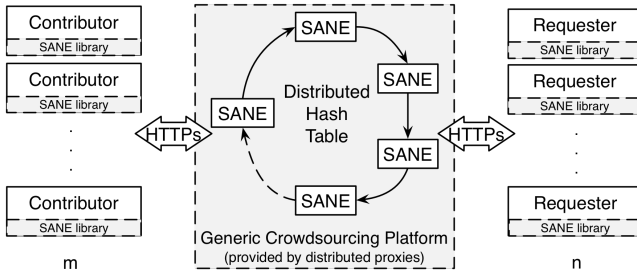 Contributor
SANE library
Contributor
SANE library
.
.
.
Contributor
SANE library
m
HTTPs
SANE
SANE
SANE
SANE
SANE
Distributed
Hash
Table
Generic Crowdsourcing Platform
(provided by distributed proxies)
HTTPs
Requester
SANE library
Requester
SANE library
.
.
.
Requester
SANE library
n